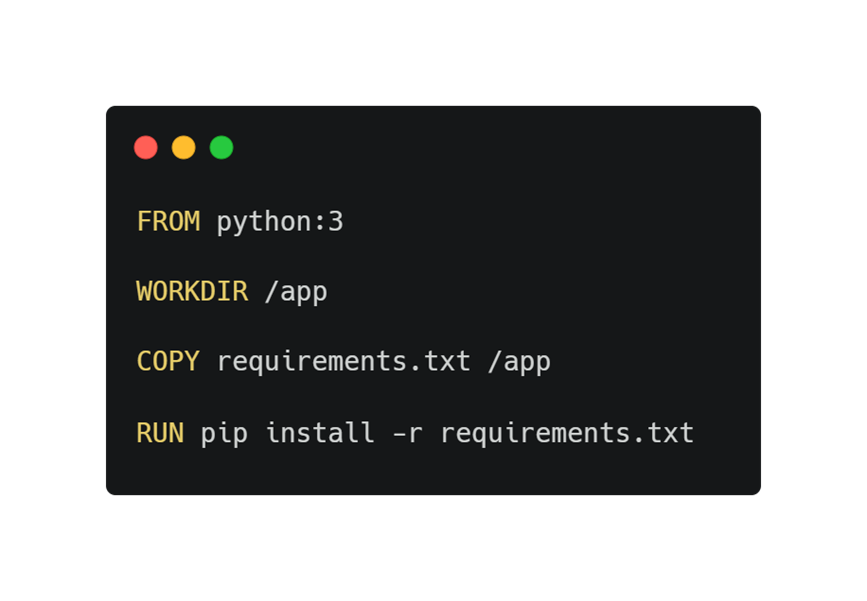 FROM python:3
WORKDIR /app
COPY requirements.txt /app
RUN pip install -r requirements.txt